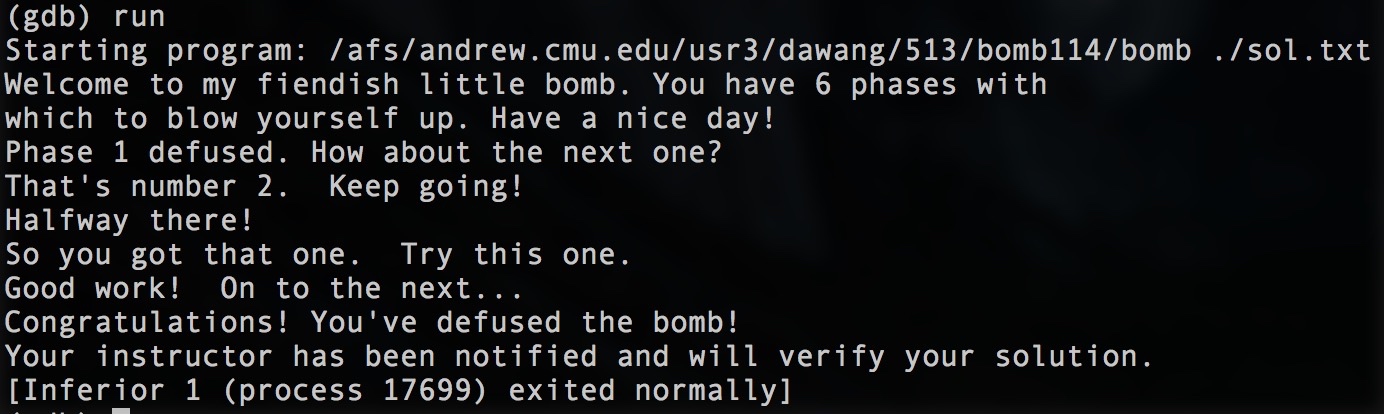 (gdb) run
Starting program: /afs/andrew.cmu.edu/usr3/dawang/513/bomb114/bomb ./sol.txt
Welcome to my fiendish little bomb. You have 6 phases with
which to blow yourself up. Have a nice day!
Phase 1 defused. How about the next one?
That's number 2.  Keep going!
Halfway there!
So you got that one.  Try this one.
Good work!  On to the next...
Congratulations! You've defused the bomb!
Your instructor has been notified and will verify your solution.
[Inferior 1 (process 17699) exited normally]